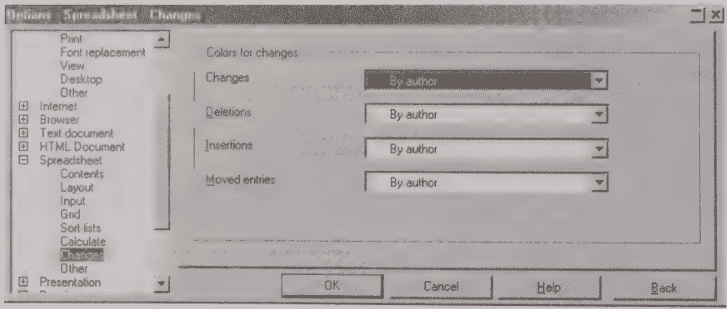 Options Spreadsheet Changes
Print
Font replacement
View
Desktop
Other
Internet
Browser
Text document
HTML Document
Spreadsheet
Contents
Layout
Input
Grid
Sort lists
Calculate
Changes
Other
Presentation
Colors for changes
Changes By author
Deletions By author
Insertions By author
Moved entries By author
OK Cancel Help Back